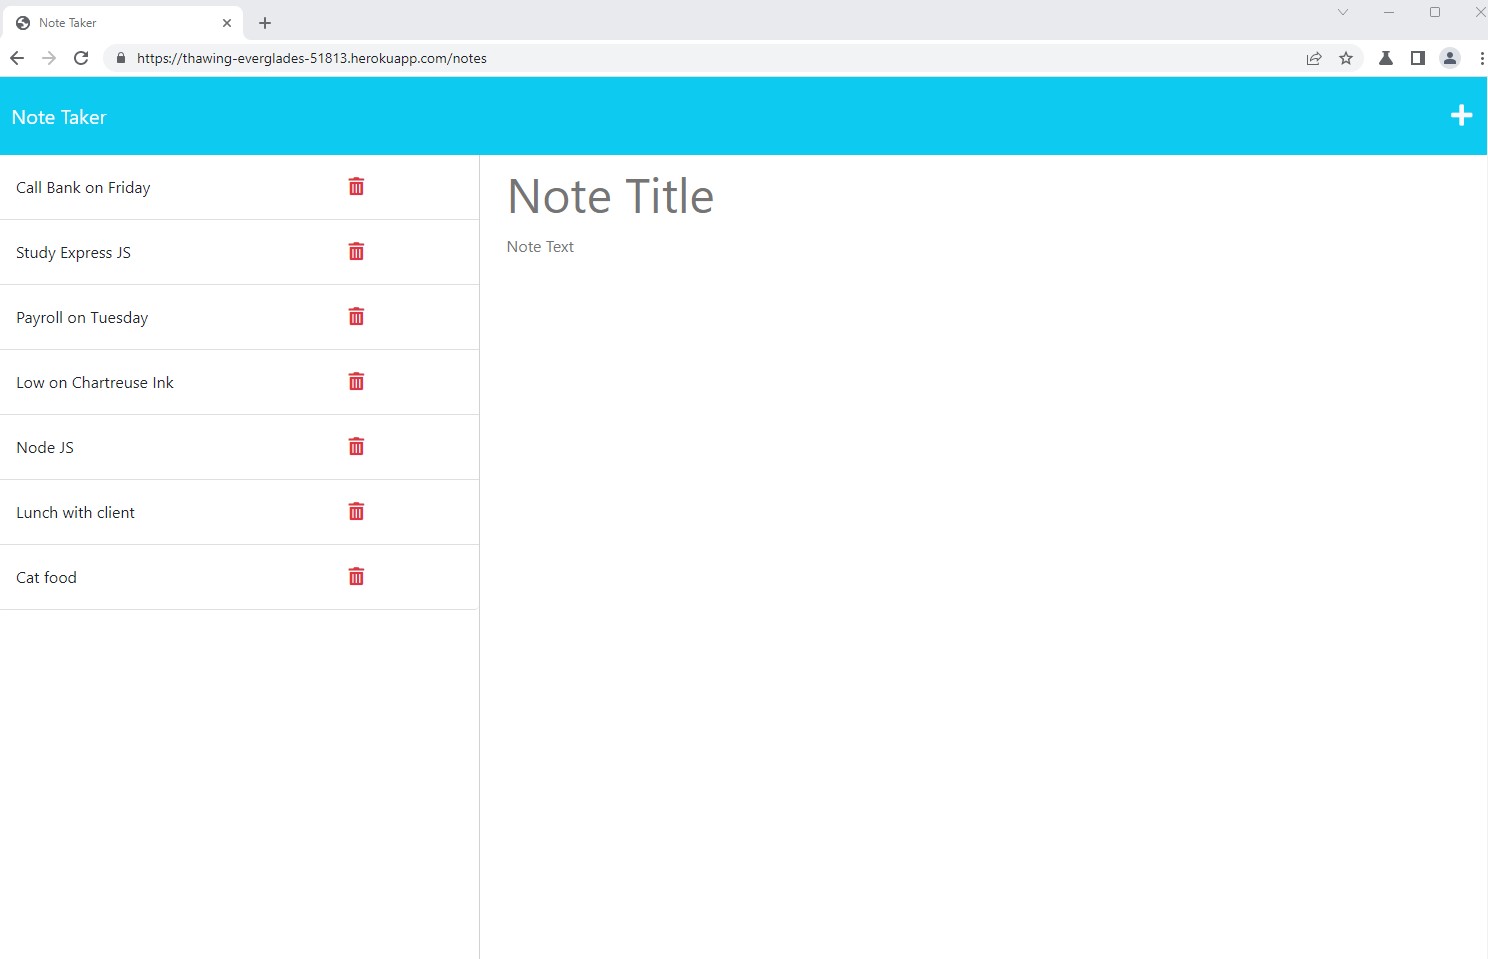 Note Taker
https://thawing-everglades-51813.herokuapp.com/notes
Note Taker
Call Bank on Friday
Study Express JS
Payroll on Tuesday
Low on Chartreuse Ink
Node JS
Lunch with client
Cat food
Note Title
Note Text